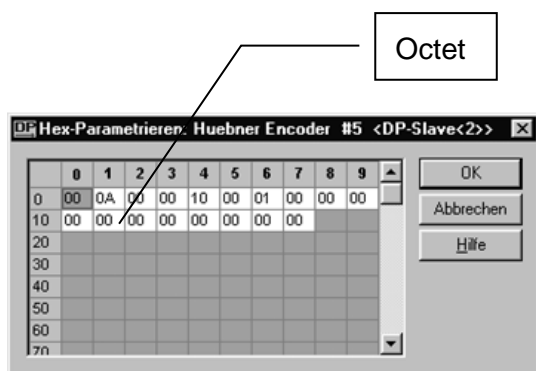 Octet
DP Hex-Parametrieren: Huebner Encoder #5 <DP-Slave<2>>
0 1 2 3 4 5 6 7 8 9
OK
0 00 0A 00 00 10 00 01 00 00 00
Abbrechen
10 00 00 00 00 00 00 00 00
20
Hilfe
30
40
50
60
70